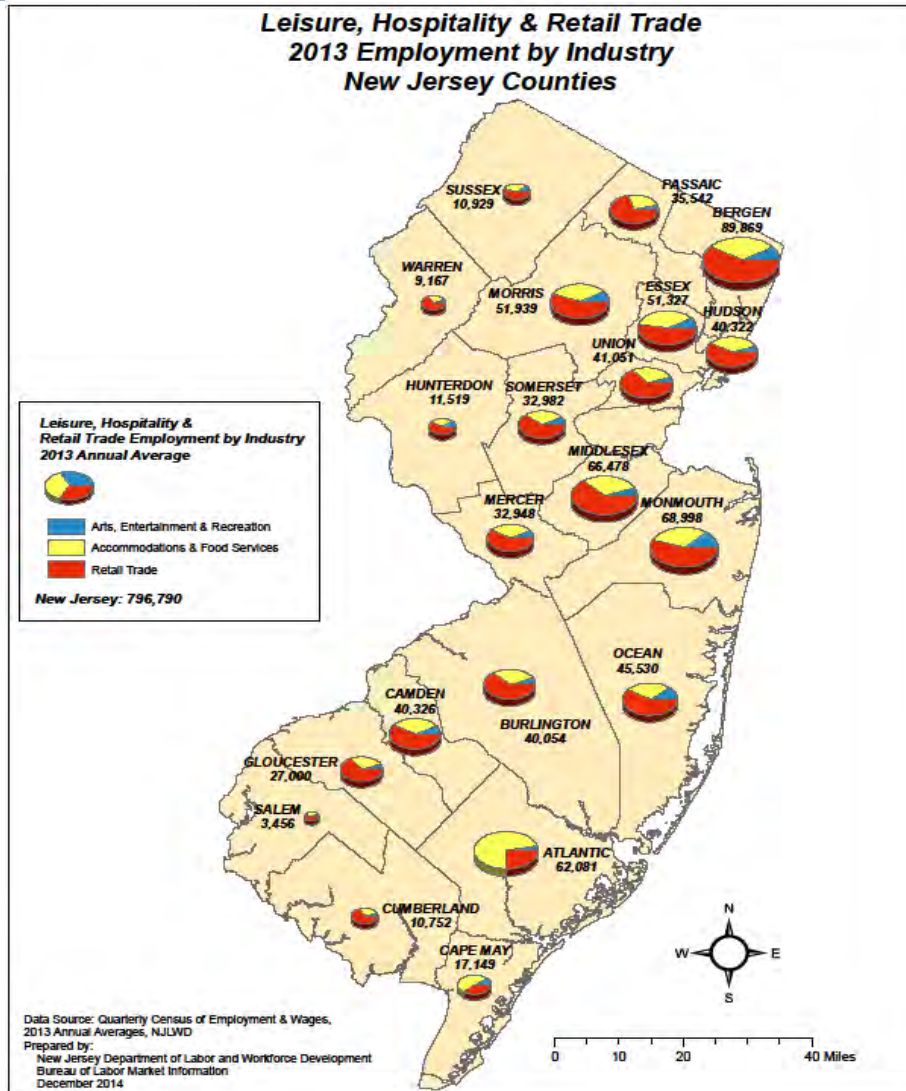 Leisure, Hospitality & Retail Trade
2013 Employment by Industry
New Jersey Counties
SUSSEX
10,929
PASSAIC
35,542
BERGEN
89,869
WARREN
9,167
MORRIS
51,939
ESSEX
51,327
HUDSON
40,322
UNION
41,051
HUNTERDON
11,519
SOMERSET
32,982
MIDDLESEX
66,478
MERCER
32,948
MONMOUTH
68,998
Leisure, Hospitality &
Retail Trade Employment by Industry
2013 Annual Average
Arts, Entertainment & Recreation
Accommodations & Food Services
Retail Trade
New Jersey: 796,790
OCEAN
45,530
CAMDEN
40,326
BURLINGTON
40,054
GLOUCESTER
27,000
SALEM
3,456
ATLANTIC
62,081
CUMBERLAND
10,752
CAPE MAY
17,149
N
W E
S
Data Source: Quarterly Census of Employment & Wages,
2013 Annual Averages, NJLWD
Prepared by:
New Jersey Department of Labor and Workforce Development
Bureau of Labor Market Information
December 2014
0 10 20 40 Miles